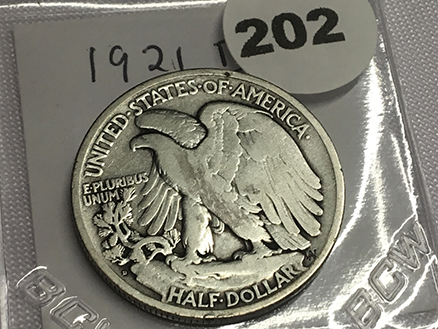 1921 D
202
UNITED·STATES·OF·AMERICA·
E·PLURIBUS
UNUM
HALF·DOLLAR
BCW
BCW